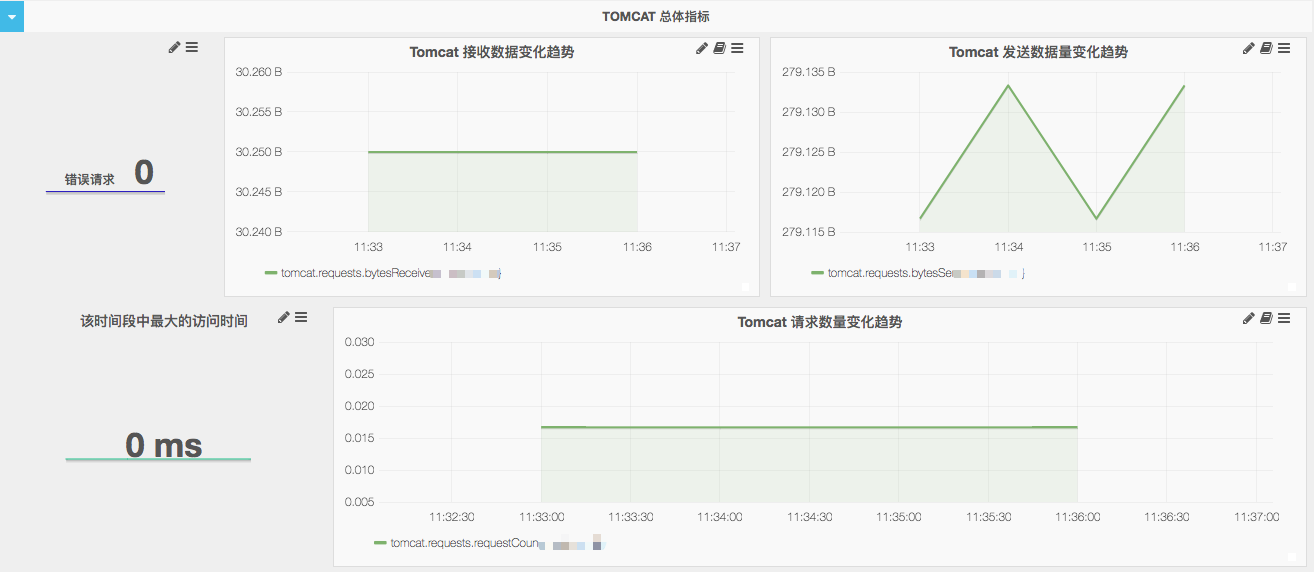 TOMCAT 总体指标
错误请求 0
Tomcat 接收数据变化趋势
30.260 B
30.255 B
30.250 B
30.245 B
30.240 B
11:33 11:34 11:35 11:36 11:37
tomcat.requests.bytesReceive
Tomcat 发送数据量变化趋势
279.135 B
279.130 B
279.125 B
279.120 B
279.115 B
11:33 11:34 11:35 11:36 11:37
tomcat.requests.bytesSe }
该时间段中最大的访问时间
0 ms
Tomcat 请求数量变化趋势
0.030
0.025
0.020
0.015
0.010
0.005
11:32:30 11:33:00 11:33:30 11:34:00 11:34:30 11:35:00 11:35:30 11:36:00 11:36:30 11:37:00
tomcat.requests.requestCoun